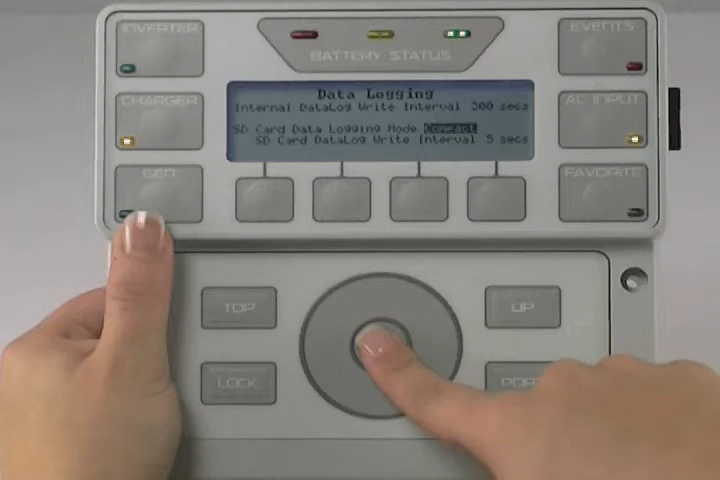 INVERTER
BATTERY STATUS
EVENTS
CHARGER
AC INPUT
GEN
FAVORITE
Data Logging
Internal DataLog Write Interval 300 secs
SD Card Data Logging Mode Compact
SD Card DataLog Write Interval 5 secs
TOP
UP
LOCK